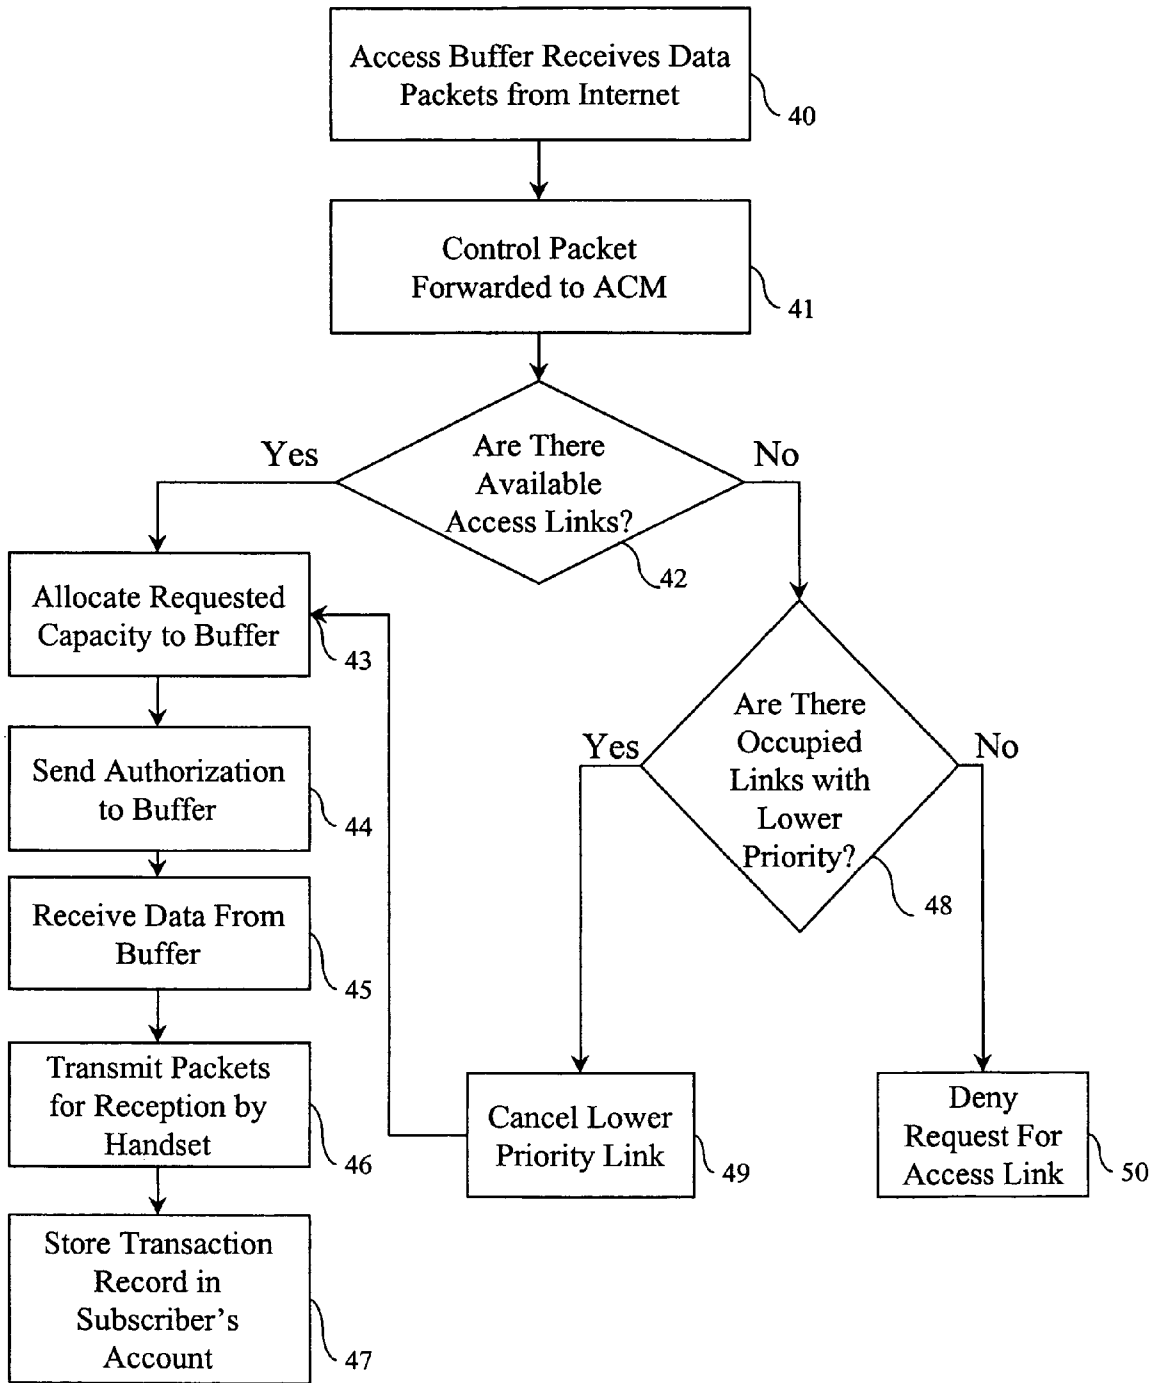 Access Buffer Receives Data
Packets from Internet
40
Control Packet
Forwarded to ACM
41
Are There
Available
Access Links?
Yes
No
42
Allocate Requested
Capacity to Buffer
43
Send Authorization
to Buffer
44
Receive Data From
Buffer
45
Transmit Packets
for Reception by
Handset
46
Store Transaction
Record in
Subscriber's
Account
47
Are There
Occupied
Links with
Lower
Priority?
Yes
No
48
Cancel Lower
Priority Link
49
Deny
Request For
Access Link
50